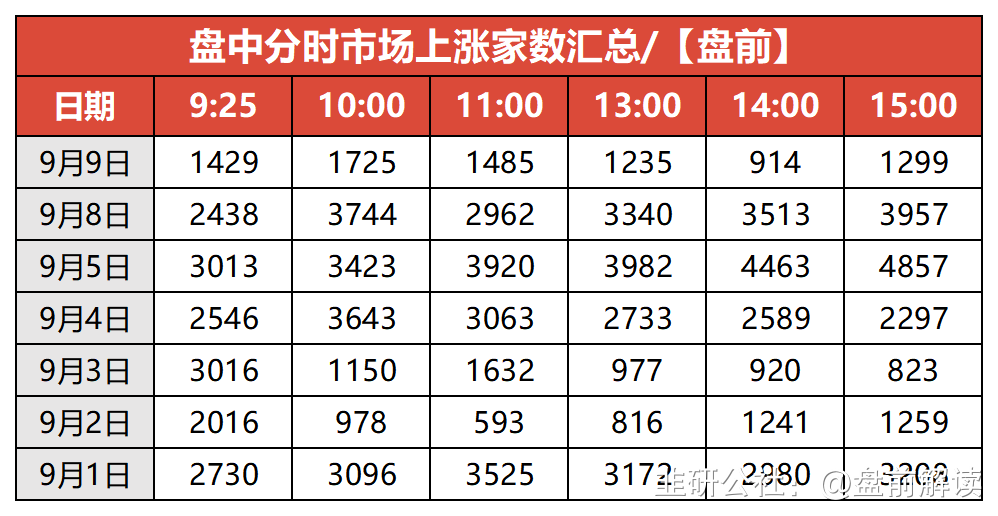 盘中分时市场上涨家数汇总/【盘前】
日期 9:25 10:00 11:00 13:00 14:00 15:00
9月9日 1429 1725 1485 1235 914 1299
9月8日 2438 3744 2962 3340 3513 3957
9月5日 3013 3423 3920 3982 4463 4857
9月4日 2546 3643 3063 2733 2589 2297
9月3日 3016 1150 1632 977 920 823
9月2日 2016 978 593 816 1241 1259
9月1日 2730 3096 3525 3172 2980 3208
韭研公社：@盘前解读